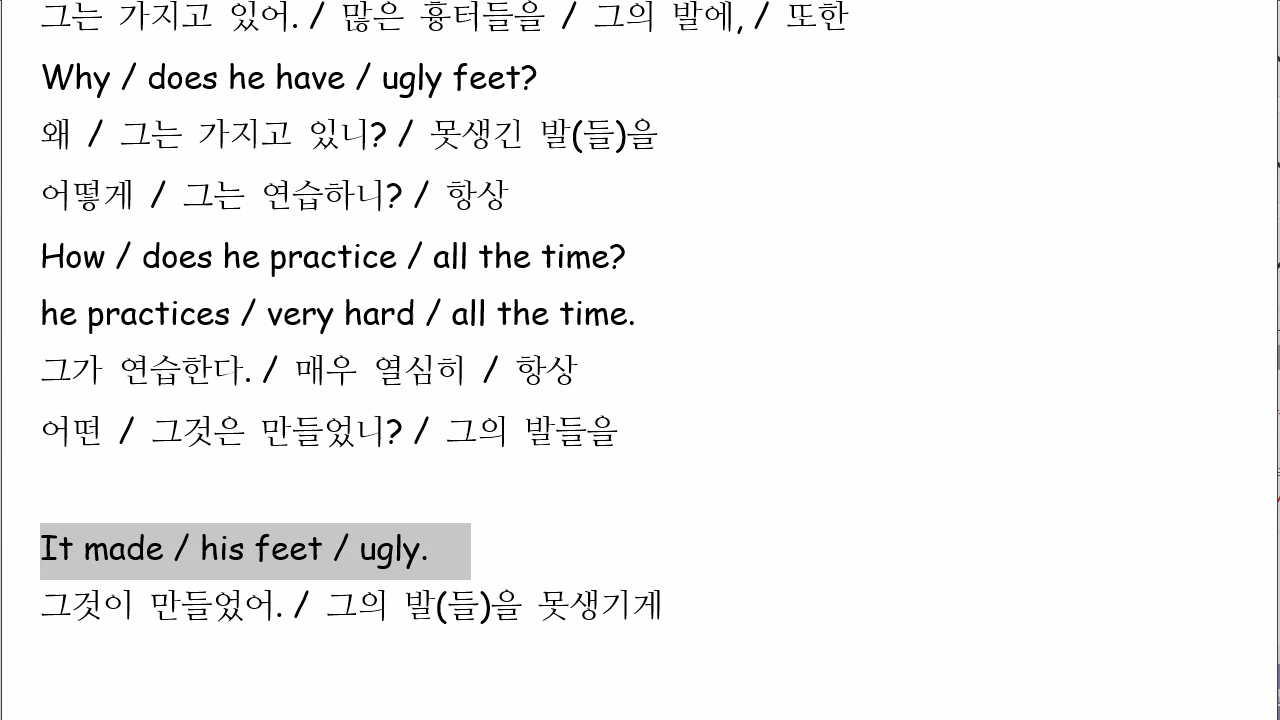 그는 가지고 있어. / 많은 흉터들을 / 그의 발에, / 또한
Why / does he have / ugly feet?
왜 / 그는 가지고 있니? / 못생긴 발(들)을
어떻게 / 그는 연습하니? / 항상
How / does he practice / all the time?
he practices / very hard / all the time.
그가 연습한다. / 매우 열심히 / 항상
어떤 / 그것은 만들었니? / 그의 발들을
It made / his feet / ugly.
그것이 만들었어. / 그의 발(들)을 못생기게